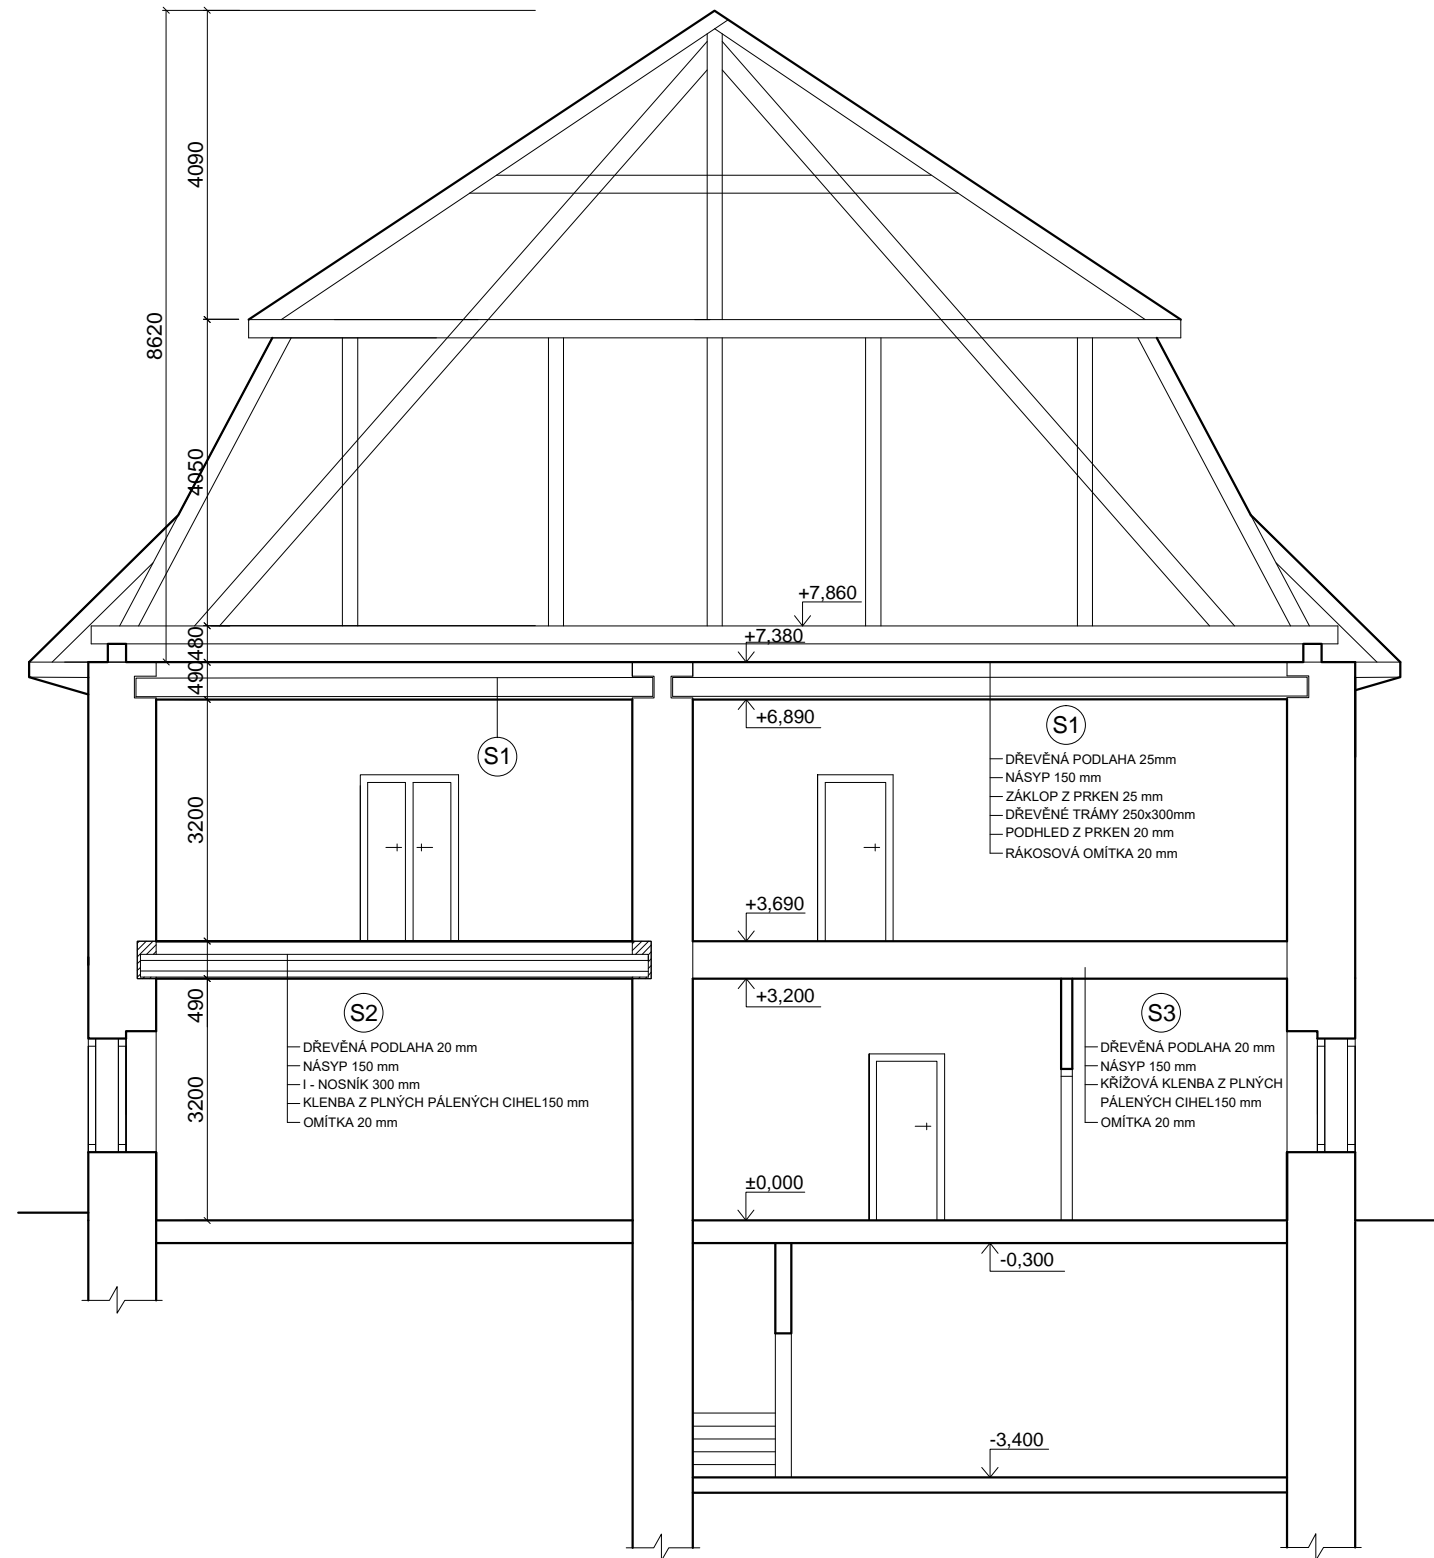 4090
8620
4050
+7,860
480
+7,380
490
+6,890
S1
S1
DŘEVĚNÁ PODLAHA 25mm
NÁSYP 150 mm
ZÁKLOP Z PRKEN 25 mm
DŘEVĚNÉ TRÁMY 250x300mm
PODHLED Z PRKEN 20 mm
RÁKOSOVÁ OMÍTKA 20 mm
3200
+3,690
490
+3,200
S2
DŘEVĚNÁ PODLAHA 20 mm
NÁSYP 150 mm
I - NOSNÍK 300 mm
KLENBA Z PLNÝCH PÁLENÝCH CIHEL150 mm
OMÍTKA 20 mm
S3
DŘEVĚNÁ PODLAHA 20 mm
NÁSYP 150 mm
KŘÍŽOVÁ KLENBA Z PLNÝCH
PÁLENÝCH CIHEL150 mm
OMÍTKA 20 mm
3200
±0,000
-0,300
-3,400